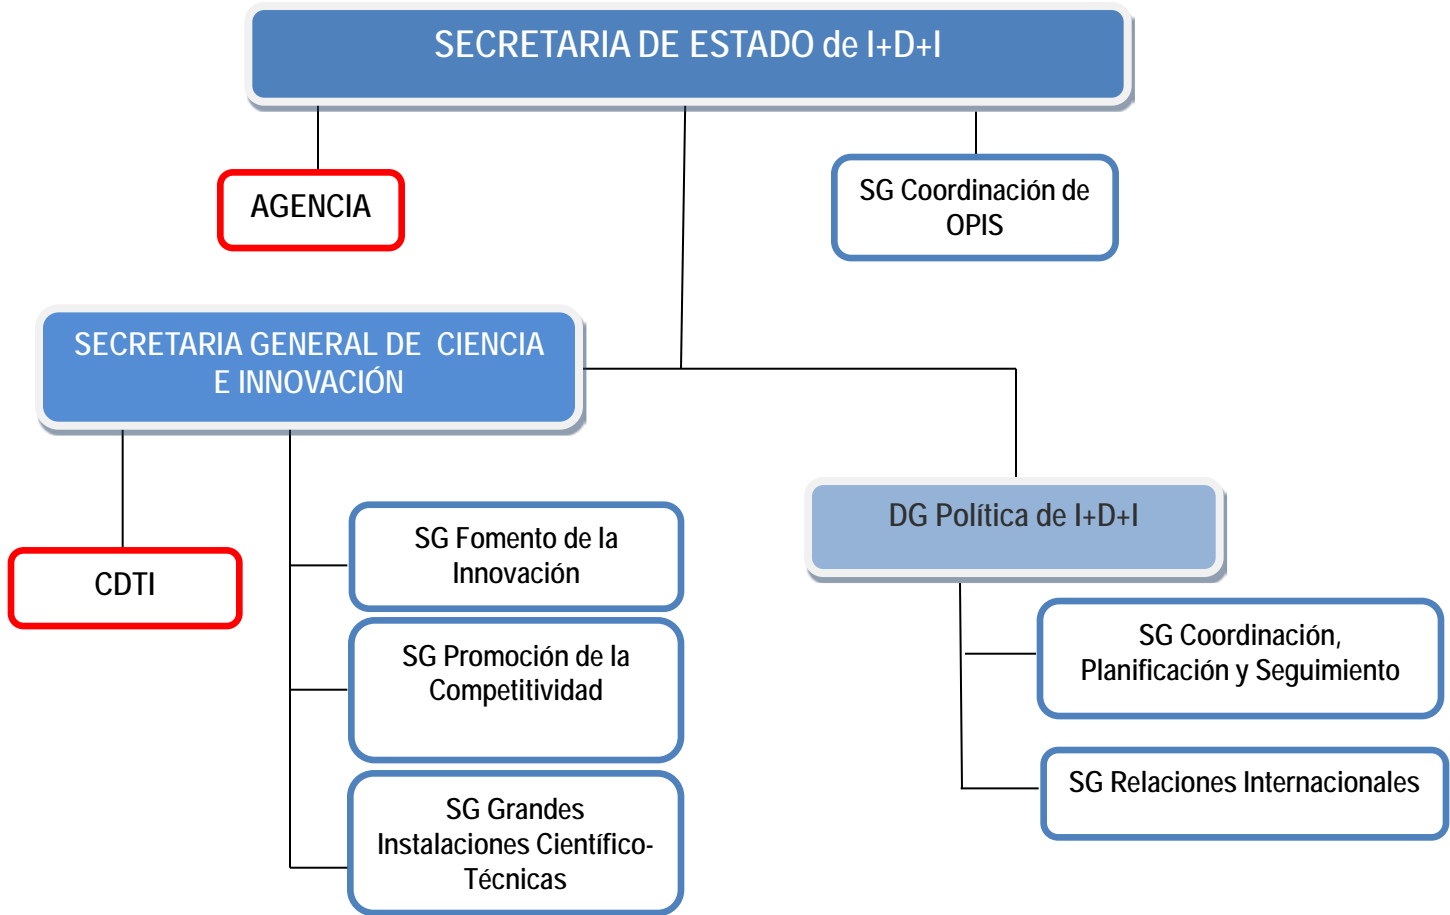 SECRETARIA DE ESTADO de I+D+I
AGENCIA
SG Coordinación de
OPIS
SECRETARIA GENERAL DE CIENCIA
E INNOVACIÓN
DG Política de I+D+I
CDTI
SG Fomento de la
Innovación
SG Promoción de la
Competitividad
SG Grandes
Instalaciones Científico-
Técnicas
SG Coordinación,
Planificación y Seguimiento
SG Relaciones Internacionales